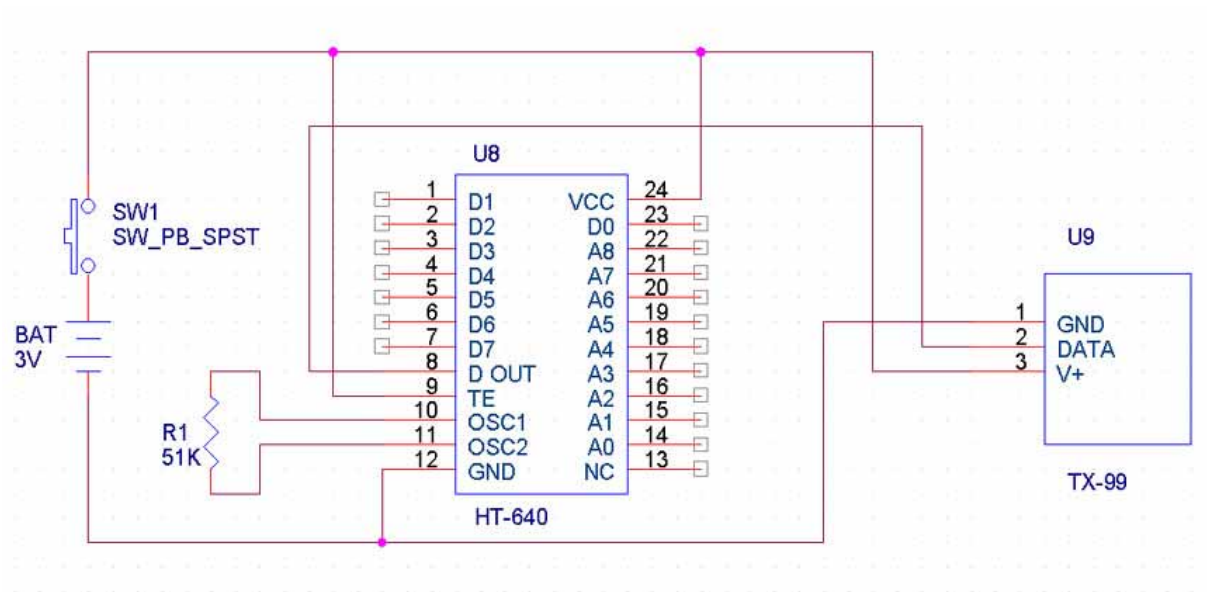 U8
1 D1 VCC 24
2 D2 D0 23
3 D3 A8 22
4 D4 A7 21
5 D5 A6 20
6 D6 A5 19
7 D7 A4 18
8 D OUT A3 17
9 TE A2 16
10 OSC1 A1 15
11 OSC2 A0 14
12 GND NC 13
HT-640
SW1
SW_PB_SPST
BAT
3V
R1
51K
U9
1 GND
2 DATA
3 V+
TX-99